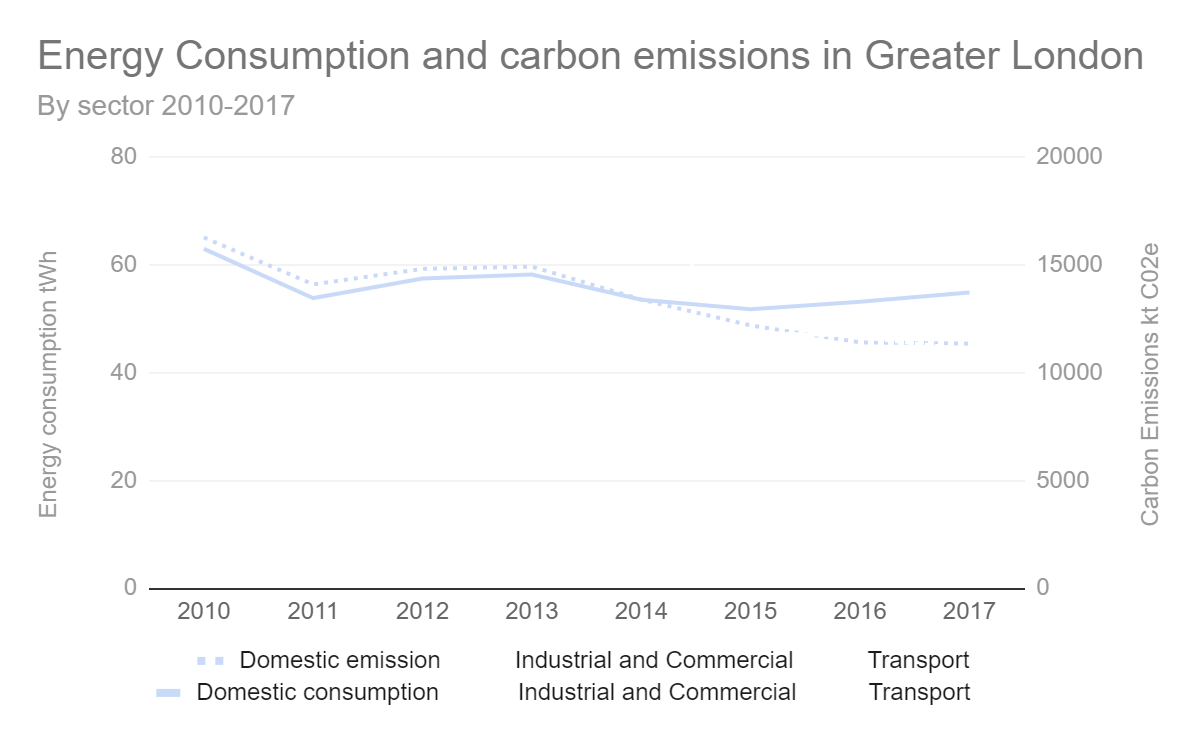 Energy Consumption and carbon emissions in Greater London
By sector 2010-2017
80
60
40
20
0
Energy consumption tWh
20000
15000
10000
5000
0
Carbon Emissions kt C02e
2010 2011 2012 2013 2014 2015 2016 2017
Domestic emission Industrial and Commercial Transport
Domestic consumption Industrial and Commercial Transport